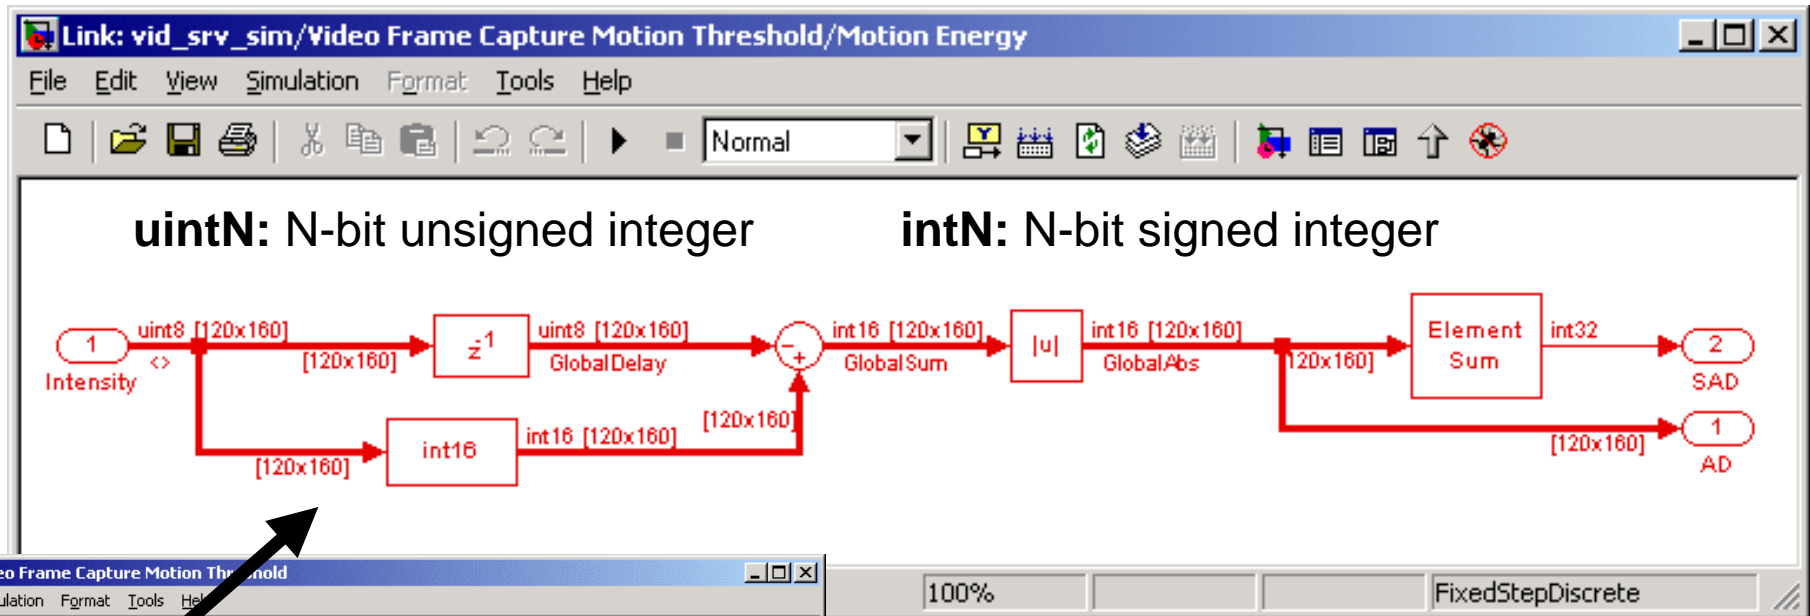 Link: vid_srv_sim/Video Frame Capture Motion Threshold/Motion Energy
File Edit View Simulation Format Tools Help
Normal
uintN: N-bit unsigned integer intN: N-bit signed integer
1
Intensity
uint8 [120x160]
<>
[120x160]
z-1
uint8 [120x160]
GlobalDelay
- +
int16 [120x160]
GlobalSum
|u|
int16 [120x160]
GlobalAbs
120x160]
Element
Sum
int32
2
SAD
[120x160]
int16
int16 [120x160]
[120x160]
[120x160]
1
AD
eo Frame Capture Motion Thr nold
ulation Format Tools Hel
100% FixedStepDiscrete